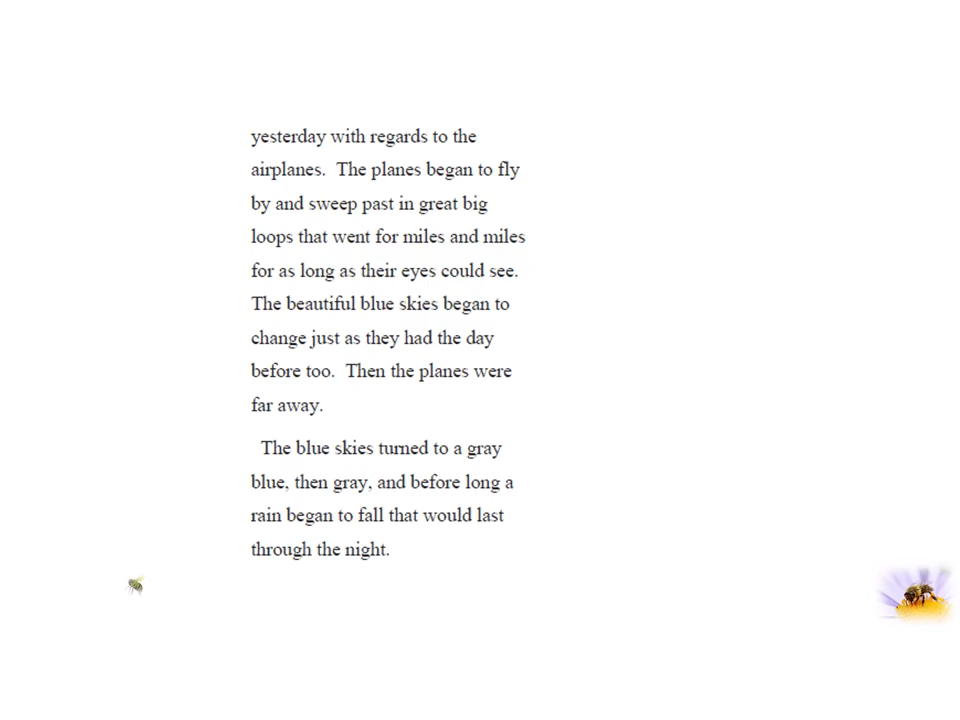 yesterday with regards to the
airplanes.  The planes began to fly
by and sweep past in great big
loops that went for miles and miles
for as long as their eyes could see.
The beautiful blue skies began to
change just as they had the day
before too.  Then the planes were
far away.
The blue skies turned to a gray
blue, then gray, and before long a
rain began to fall that would last
through the night.